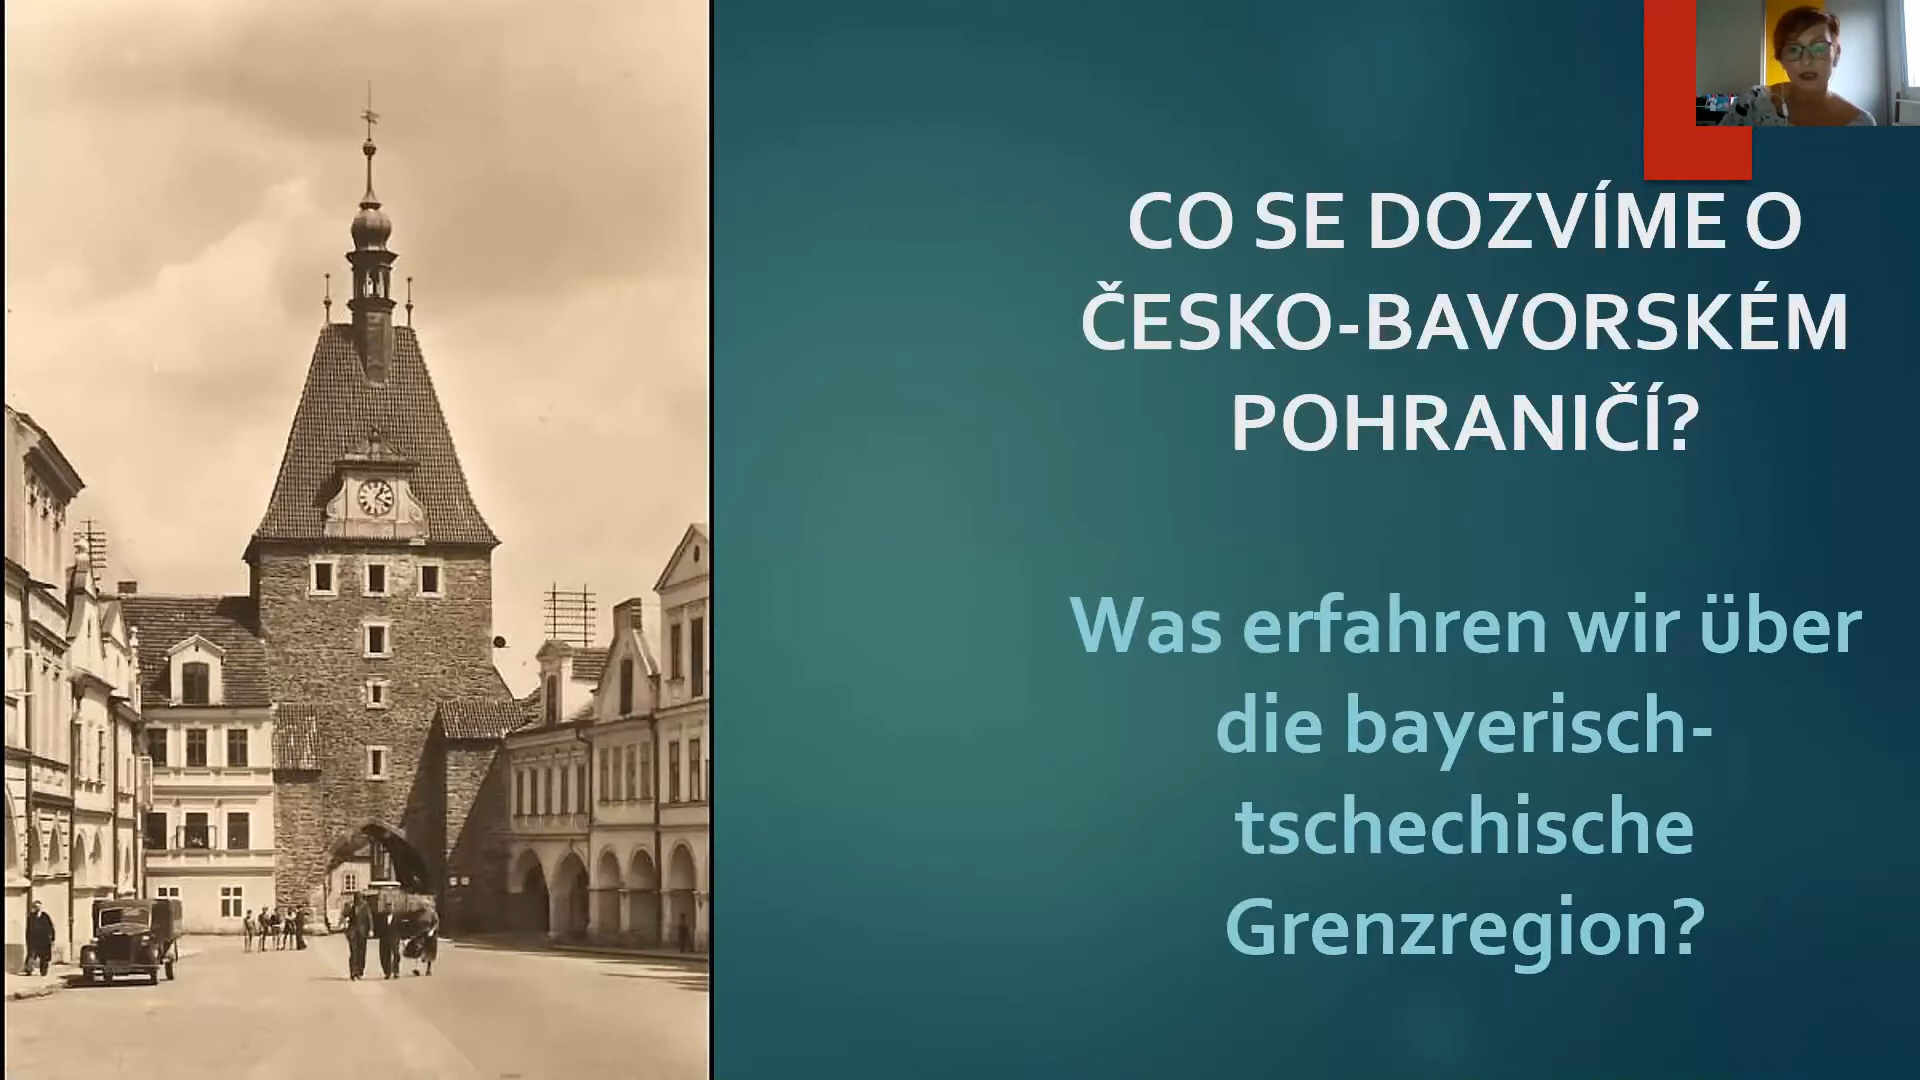 CO SE DOZVÍME O
ČESKO-BAVORSKÉM
POHRANIČÍ?
Was erfahren wir über
die bayerisch-
tschechische
Grenzregion?